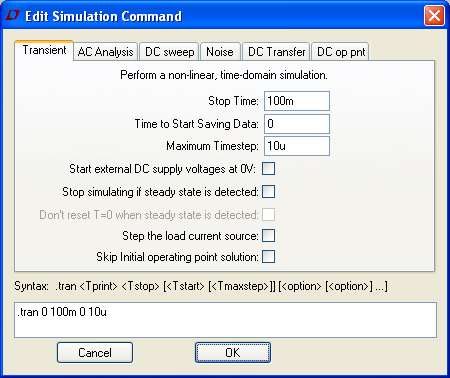 Edit Simulation Command
Transient AC Analysis DC sweep Noise DC Transfer DC op pnt
Perform a non-linear, time-domain simulation.
Stop Time: 100m
Time to Start Saving Data: 0
Maximum Timestep: 10u
Start external DC supply voltages at 0V:
Stop simulating if steady state is detected:
Don't reset T=0 when steady state is detected:
Step the load current source:
Skip Initial operating point solution:
Syntax: .tran <Tprint> <Tstop> [<Tstart> [<Tmaxstep>]] [<option> [<option>] ...]
.tran 0 100m 0 10u
Cancel OK